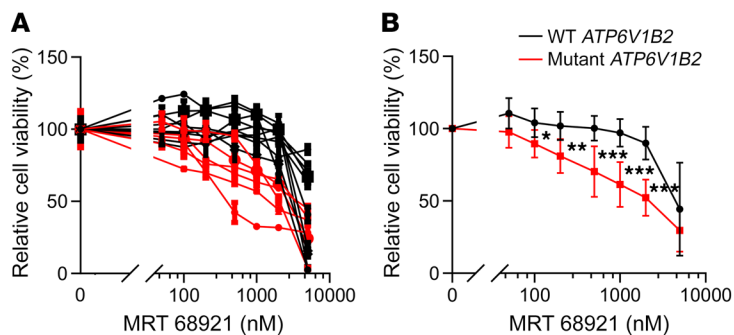 A
Relative cell viability (%)
150
100
50
0
0
100
1000
10000
MRT 68921 (nM)
B
WT ATP6V1B2
Mutant ATP6V1B2
Relative cell viability (%)
150
100
50
0
*
**
***
***
***
0
100
1000
10000
MRT 68921 (nM)